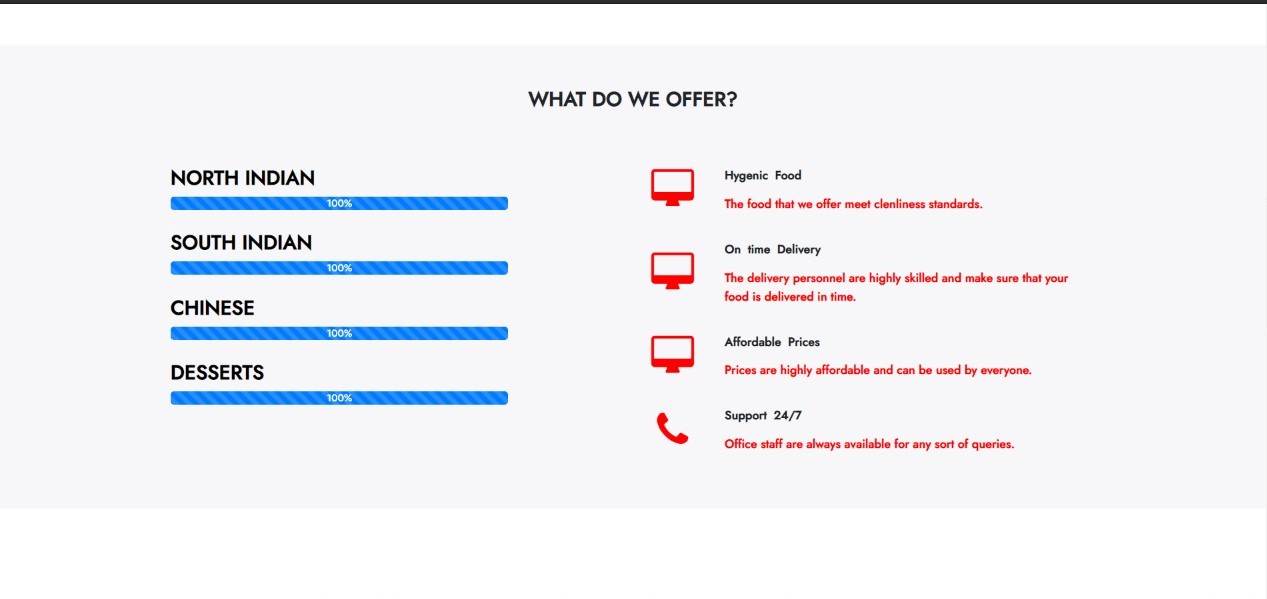 WHAT DO WE OFFER?
NORTH INDIAN
100%
SOUTH INDIAN
100%
CHINESE
100%
DESSERTS
100%
Hygenic Food
The food that we offer meet clenliness standards.
On time Delivery
The delivery personnel are highly skilled and make sure that your
food is delivered in time.
Affordable Prices
Prices are highly affordable and can be used by everyone.
Support 24/7
Office staff are always available for any sort of queries.